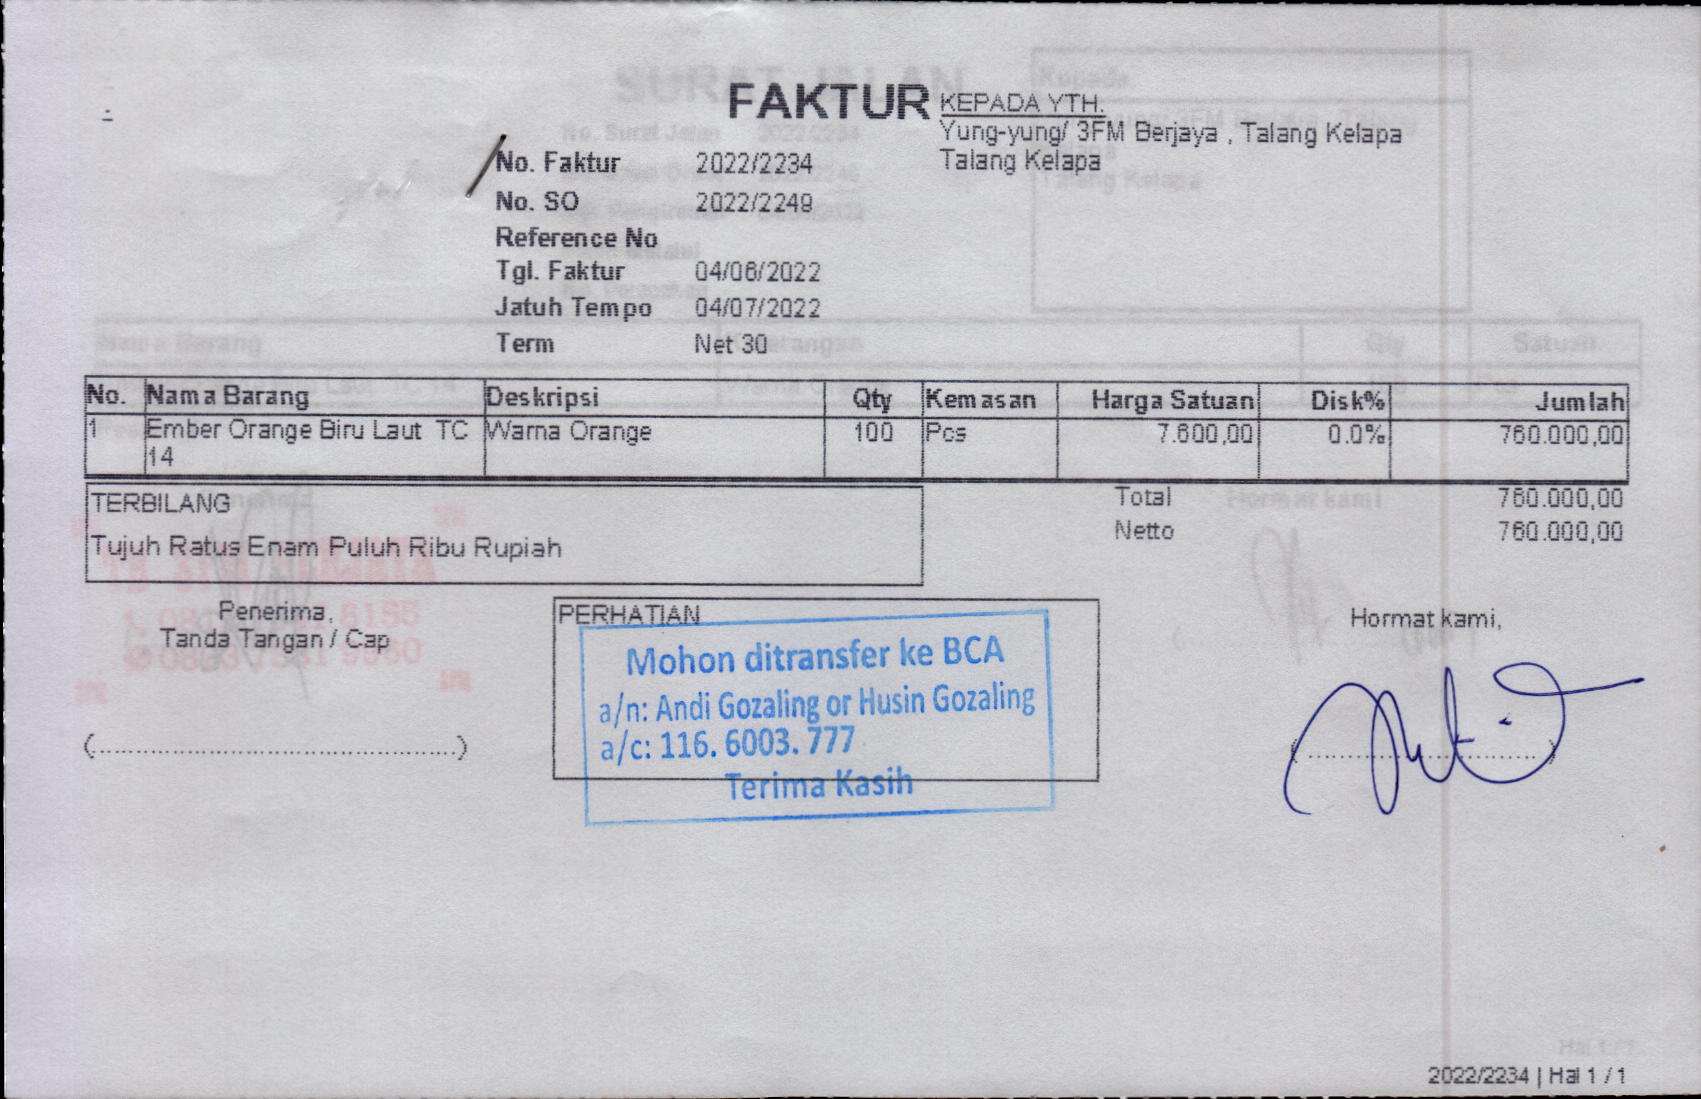 FAKTUR
KEPADA YTH.
Yung-yung/ 3FM Berjaya , Talang Kelapa
Talang Kelapa
No. Faktur 2022/2234
No. SO 2022/2249
Reference No
Tgl. Faktur 04/06/2022
Jatuh Tempo 04/07/2022
Term Net 30
No. Nama Barang Deskripsi Qty Kemasan Harga Satuan Disk% Jumlah
1 Ember Orange Biru Laut TC Warna Orange 100 Pcs 7.600,00 0.0% 760.000,00
14
TERBILANG
Tujuh Ratus Enam Puluh Ribu Rupiah
Total 760.000,00
Netto 760.000,00
Penerima,
Tanda Tangan / Cap
PERHATIAN
Mohon ditransfer ke BCA
a/n: Andi Gozaling or Husin Gozaling
a/c: 116. 6003. 777
Terima Kasih
Hormat kami,
2022/2234 | Hal 1 / 1